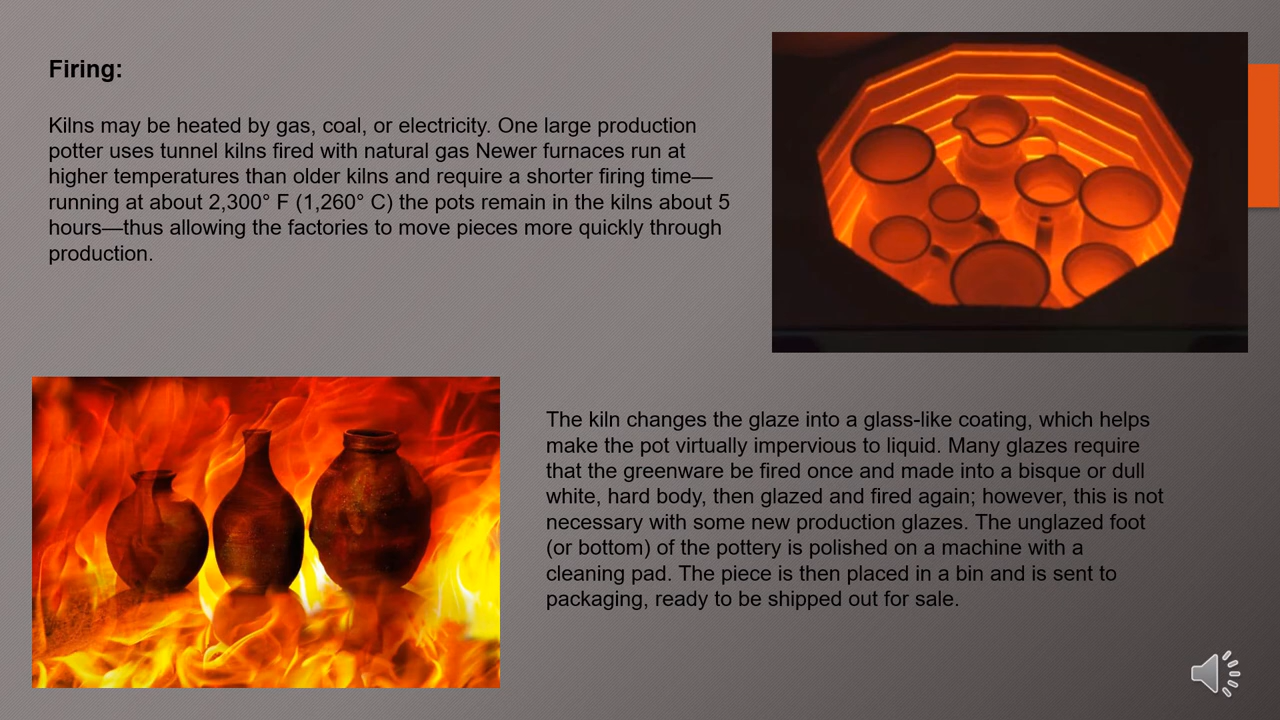 Firing:
Kilns may be heated by gas, coal, or electricity. One large production
potter uses tunnel kilns fired with natural gas Newer furnaces run at
higher temperatures than older kilns and require a shorter firing time—
running at about 2,300° F (1,260° C) the pots remain in the kilns about 5
hours—thus allowing the factories to move pieces more quickly through
production.
The kiln changes the glaze into a glass-like coating, which helps
make the pot virtually impervious to liquid. Many glazes require
that the greenware be fired once and made into a bisque or dull
white, hard body, then glazed and fired again; however, this is not
necessary with some new production glazes. The unglazed foot
(or bottom) of the pottery is polished on a machine with a
cleaning pad. The piece is then placed in a bin and is sent to
packaging, ready to be shipped out for sale.